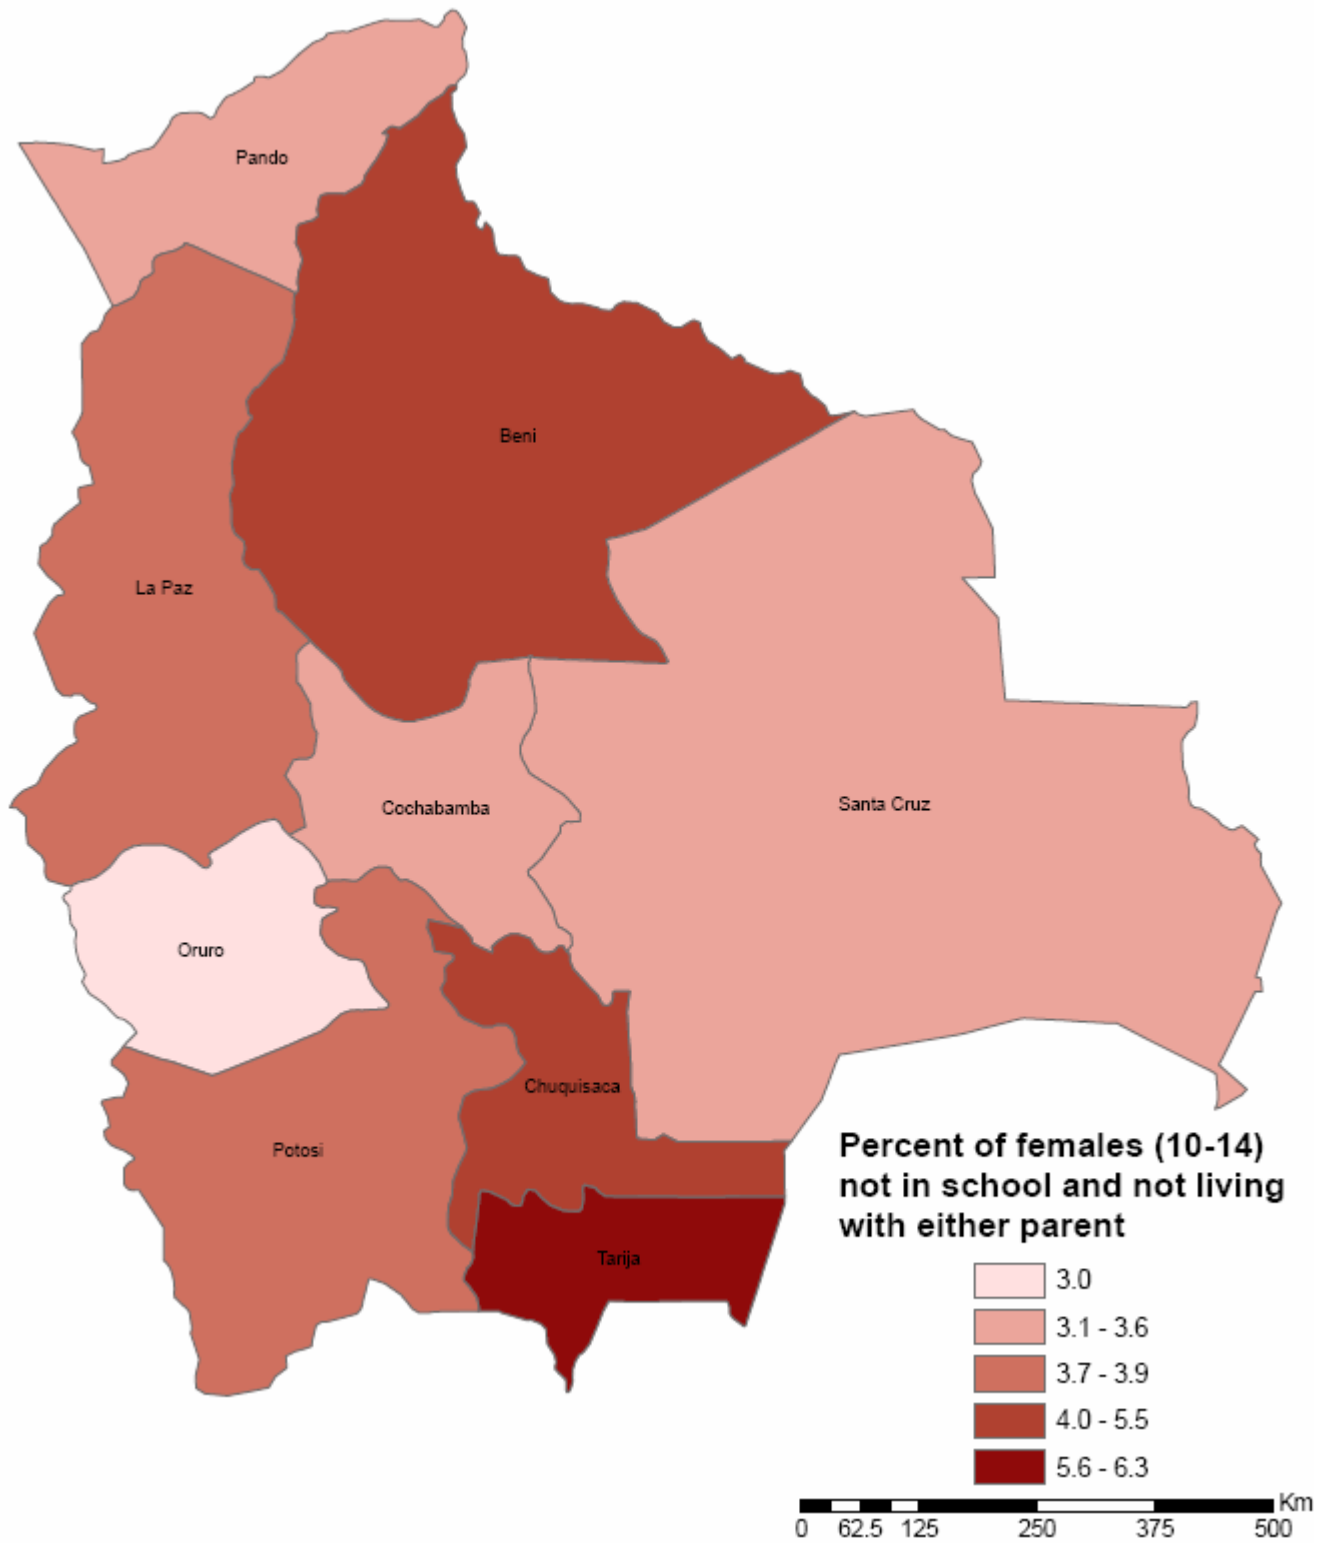 Pando
Beni
La Paz
Santa Cruz
Cochabamba
Oruro
Chuquisaca
Potosi
Tarija
Percent of females (10-14)
not in school and not living
with either parent
3.0
3.1 - 3.6
3.7 - 3.9
4.0 - 5.5
5.6 - 6.3
Km
0 62.5 125 250 375 500